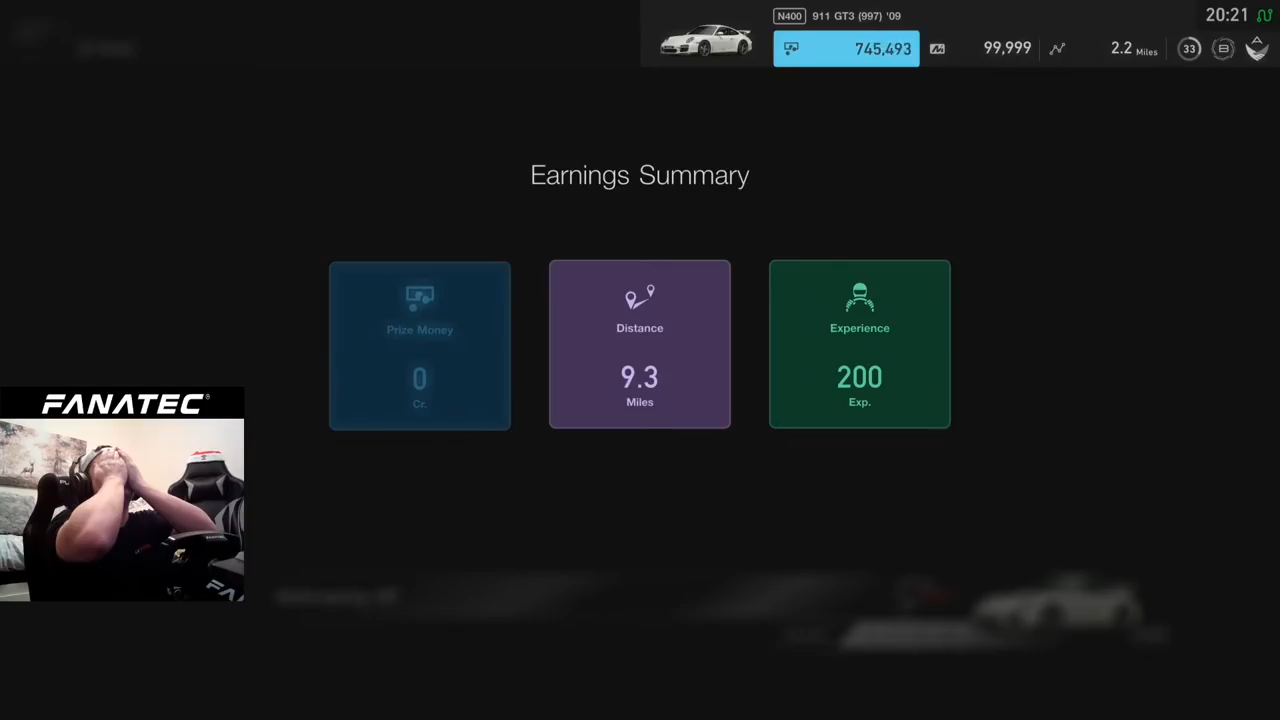 N400 911 GT3 (997) '09
20:21
745,493
99,999
2.2 Miles
33
B
A
Earnings Summary
Prize Money
0
Cr.
Distance
9.3
Miles
Experience
200
Exp.
FANATEC®